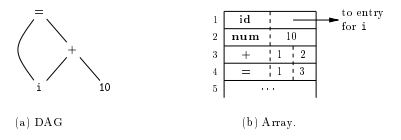 =
+
i 10
(a) DAG
to entry
for i
1 id
2 num 10
3 + 1 2
4 = 1 3
5 ···
(b) Array.